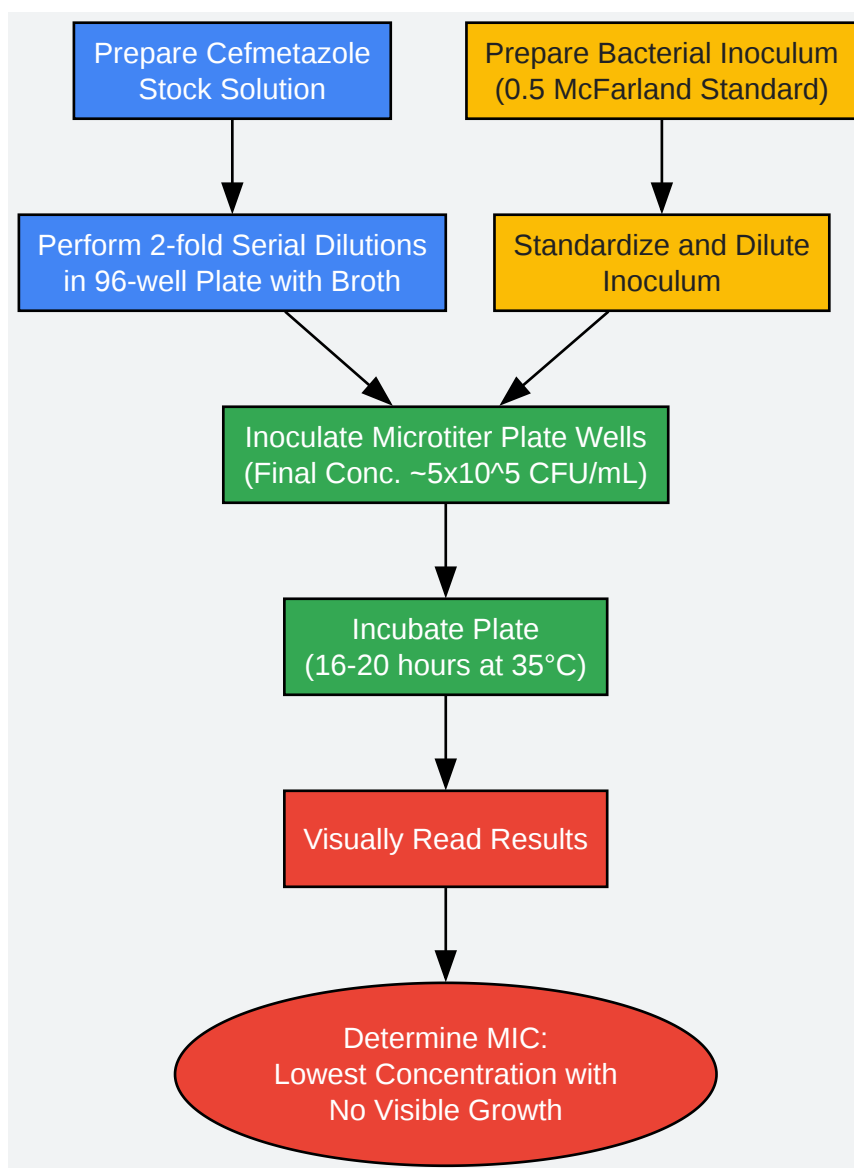 Prepare Cefmetazole
Stock Solution
Prepare Bacterial Inoculum
(0.5 McFarland Standard)
Perform 2-fold Serial Dilutions
in 96-well Plate with Broth
Standardize and Dilute
Inoculum
Inoculate Microtiter Plate Wells
(Final Conc. ~5x10^5 CFU/mL)
Incubate Plate
(16-20 hours at 35°C)
Visually Read Results
Determine MIC:
Lowest Concentration with
No Visible Growth